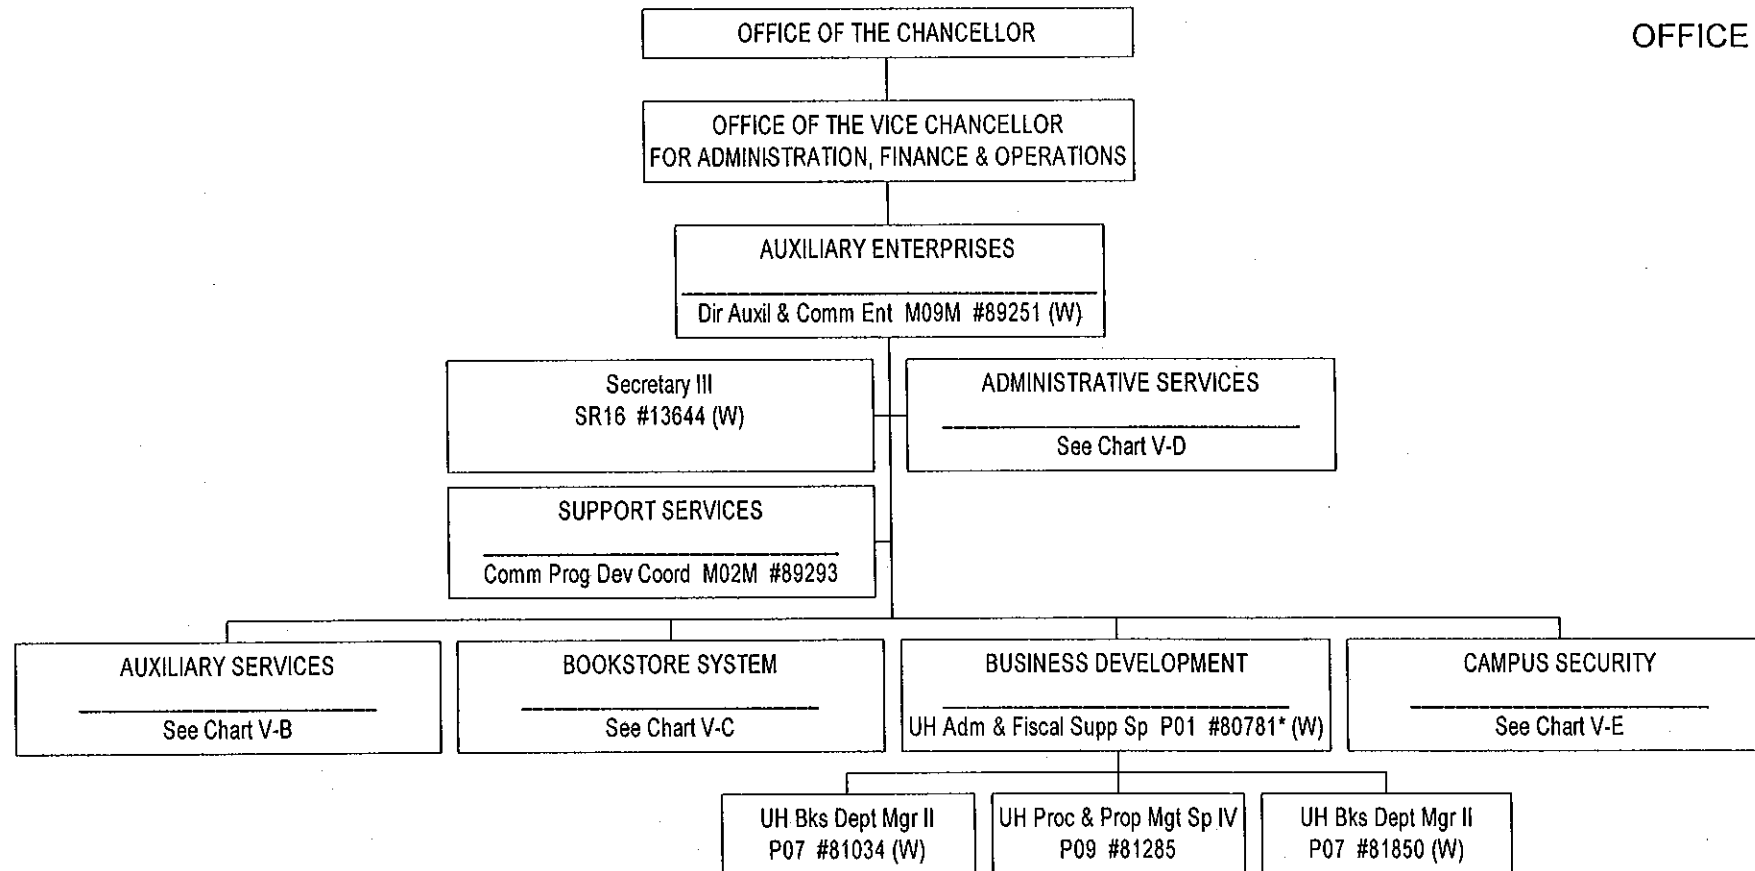 OFFICE OF THE CHANCELLOR
OFFICE
OFFICE OF THE VICE CHANCELLOR
FOR ADMINISTRATION, FINANCE & OPERATIONS
AUXILIARY ENTERPRISES
Dir Auxil & Comm Ent M09M #89251 (W)
Secretary III
SR16 #13644 (W)
ADMINISTRATIVE SERVICES
See Chart V-D
SUPPORT SERVICES
Comm Prog Dev Coord M02M #89293
AUXILIARY SERVICES
See Chart V-B
BOOKSTORE SYSTEM
See Chart V-C
BUSINESS DEVELOPMENT
UH Adm & Fiscal Supp Sp P01 #80781* (W)
CAMPUS SECURITY
See Chart V-E
UH Bks Dept Mgr II
P07 #81034 (W)
UH Proc & Prop Mgt Sp IV
P09 #81285
UH Bks Dept Mgr II
P07 #81850 (W)